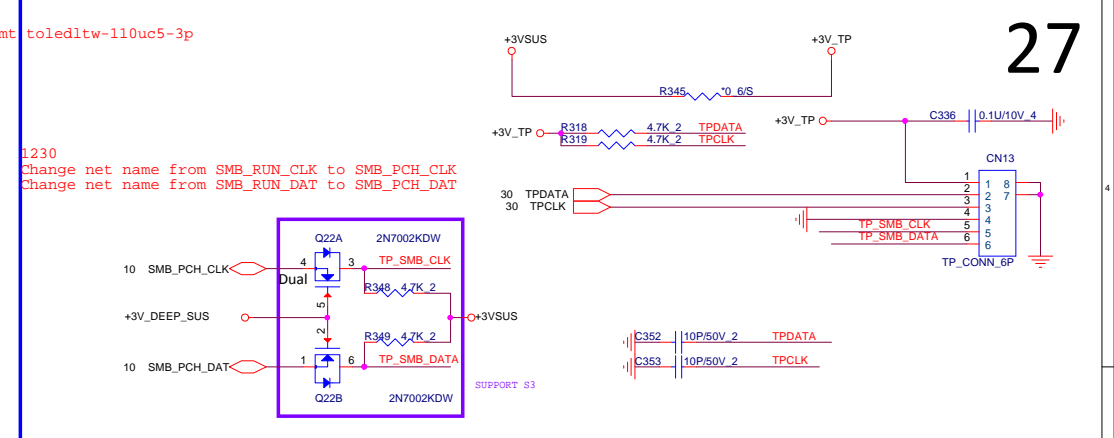 27
mt toledltw-110uc5-3p
+3VSUS
+3V_TP
R345
*0_6/S
+3V_TP
R318
4.7K_2
TPDATA
R319
4.7K_2
TPCLK
+3V_TP
C336
0.1U/10V_4
1230
Change net name from SMB_RUN_CLK to SMB_PCH_CLK
Change net name from SMB_RUN_DAT to SMB_PCH_DAT
CN13
30 TPDATA
30 TPCLK
1
2
3
4
5
6
1
2
3
4
5
6
8
7
TP_SMB_CLK
TP_SMB_DATA
TP_CONN_6P
4
Q22A
2N7002KDW
10 SMB_PCH_CLK
4
3
TP_SMB_CLK
Dual
R348
4.7K_2
5
+3V_DEEP_SUS
+3VSUS
2
R349
4.7K_2
10 SMB_PCH_DAT
1
6
TP_SMB_DATA
SUPPORT S3
Q22B
2N7002KDW
C352
10P/50V_2
TPDATA
C353
10P/50V_2
TPCLK